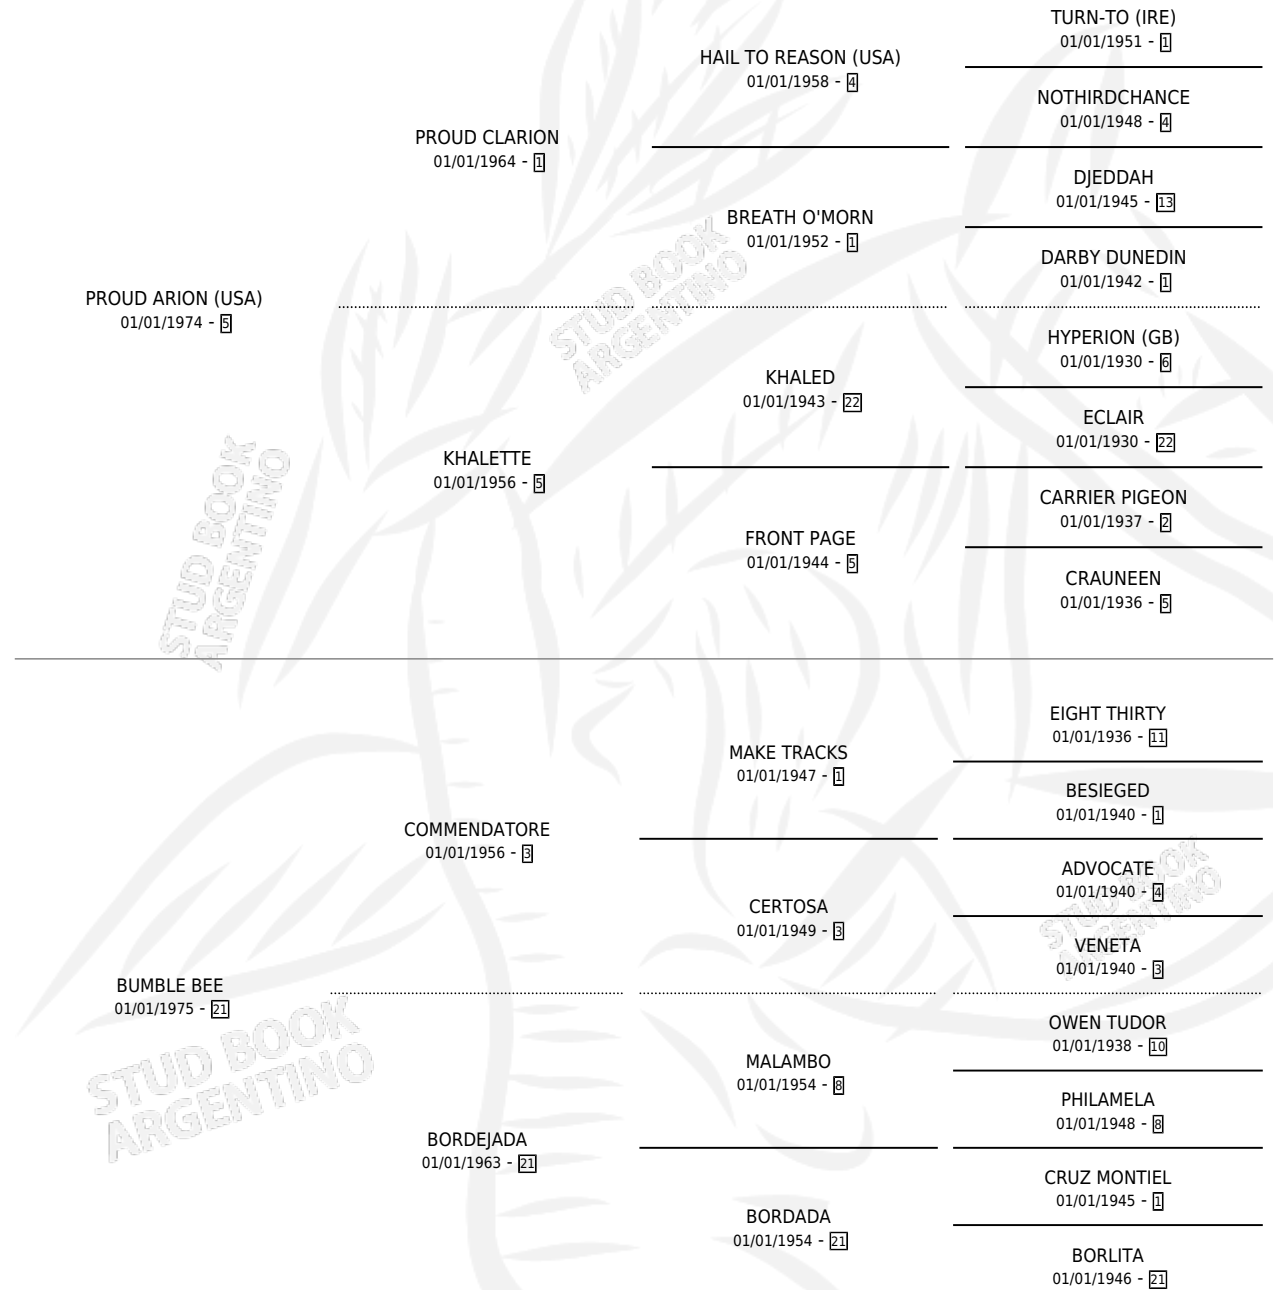 TURN-TO (IRE)
01/01/1951 - 1
HAIL TO REASON (USA)
01/01/1958 - 4
NOTHIRDCHANCE
01/01/1948 - 4
PROUD CLARION
01/01/1964 - 1
DJEDDAH
01/01/1945 - 13
BREATH O'MORN
01/01/1952 - 1
DARBY DUNEDIN
01/01/1942 - 1
PROUD ARION (USA)
01/01/1974 - 5
HYPERION (GB)
01/01/1930 - 6
KHALED
01/01/1943 - 22
ECLAIR
01/01/1930 - 22
KHALETTE
01/01/1956 - 5
CARRIER PIGEON
01/01/1937 - 2
FRONT PAGE
01/01/1944 - 5
CRAUNEEN
01/01/1936 - 5
EIGHT THIRTY
01/01/1936 - 11
MAKE TRACKS
01/01/1947 - 1
BESIEGED
01/01/1940 - 1
COMMENDATORE
01/01/1956 - 3
ADVOCATE
01/01/1940 - 4
CERTOSA
01/01/1949 - 3
VENETA
01/01/1940 - 3
BUMBLE BEE
01/01/1975 - 21
OWEN TUDOR
01/01/1938 - 10
MALAMBO
01/01/1954 - 8
PHILAMELA
01/01/1948 - 8
BORDEJADA
01/01/1963 - 21
CRUZ MONTIEL
01/01/1945 - 1
BORDADA
01/01/1954 - 21
BORLITA
01/01/1946 - 21
STUD BOOK
ARGENTINO
STUD BOOK
ARGENTINO
STUD BOOK
ARGENTINO
STUD BOOK
ARGENTINO